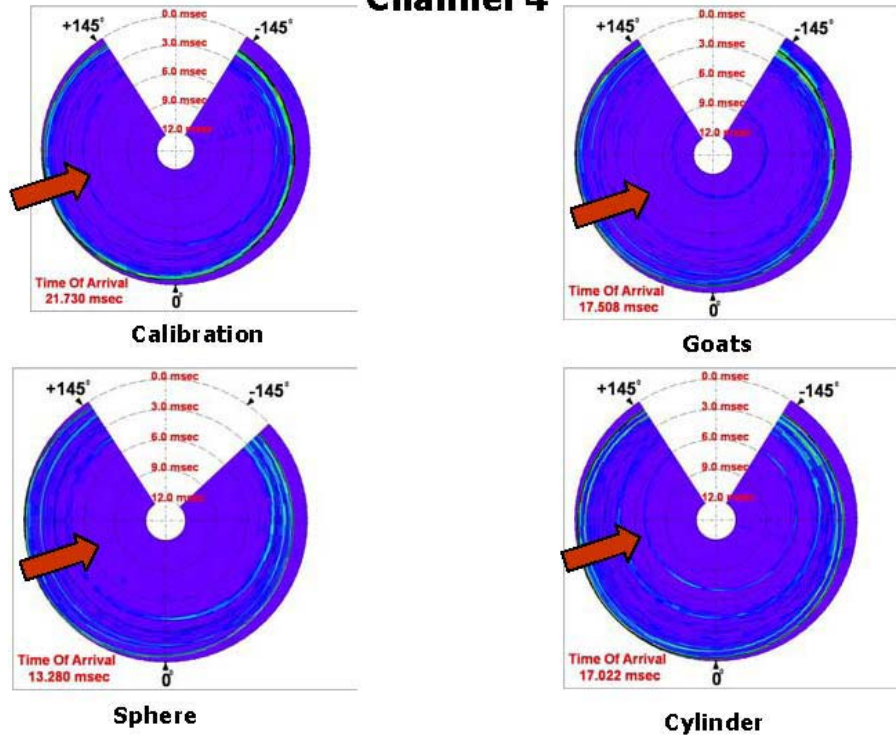 Channel 4
+145°
-145°
0.0 msec
3.0 msec
6.0 msec
9.0 msec
12.0 msec
Time Of Arrival
21.730 msec
0°
Calibration
+145°
-145°
0.0 msec
3.0 msec
6.0 msec
9.0 msec
12.0 msec
Time Of Arrival
17.508 msec
0°
Goats
+145°
-145°
0.0 msec
3.0 msec
6.0 msec
9.0 msec
12.0 msec
Time Of Arrival
13.280 msec
0°
Sphere
+145°
-145°
0.0 msec
3.0 msec
6.0 msec
9.0 msec
12.0 msec
Time Of Arrival
17.022 msec
0°
Cylinder